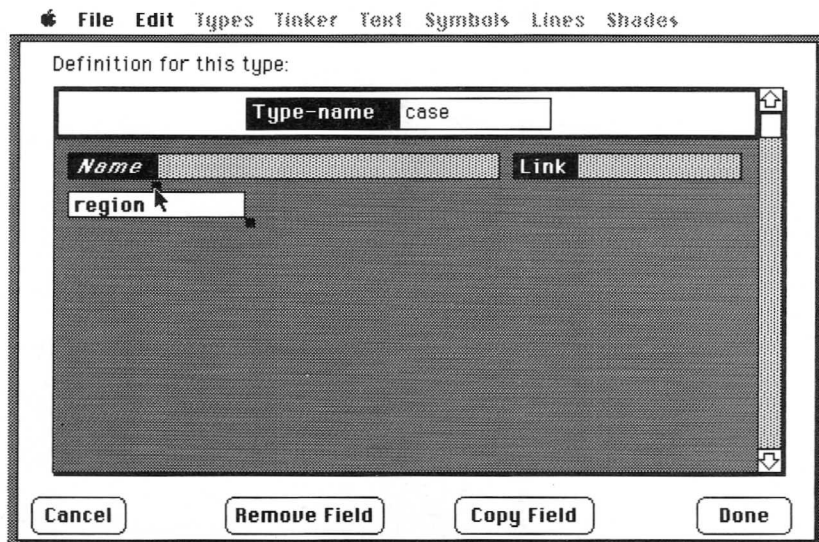 File Edit Types Tinker Text Symbols Lines Shades
Definition for this type:
Type-name case
Name Link
region
Cancel Remove Field Copy Field Done